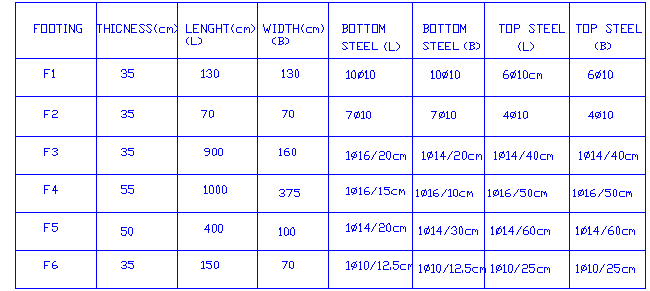 FOOTING THICNESS(cm) LENGHT(cm) (L) WIDTH(cm) (B) BOTTOM STEEL (L) BOTTOM STEEL (B) TOP STEEL (L) TOP STEEL (B)
F1 35 130 130 10Ø10 10Ø10 6Ø10cm 6Ø10
F2 35 70 70 7Ø10 7Ø10 4Ø10 4Ø10
F3 35 900 160 1Ø16/20cm 1Ø14/20cm 1Ø14/40cm 1Ø14/40cm
F4 55 1000 375 1Ø16/15cm 1Ø16/10cm 1Ø16/50cm 1Ø16/50cm
F5 50 400 100 1Ø14/20cm 1Ø14/30cm 1Ø14/60cm 1Ø14/60cm
F6 35 150 70 1Ø10/12.5cm 1Ø10/12.5cm 1Ø10/25cm 1Ø10/25cm